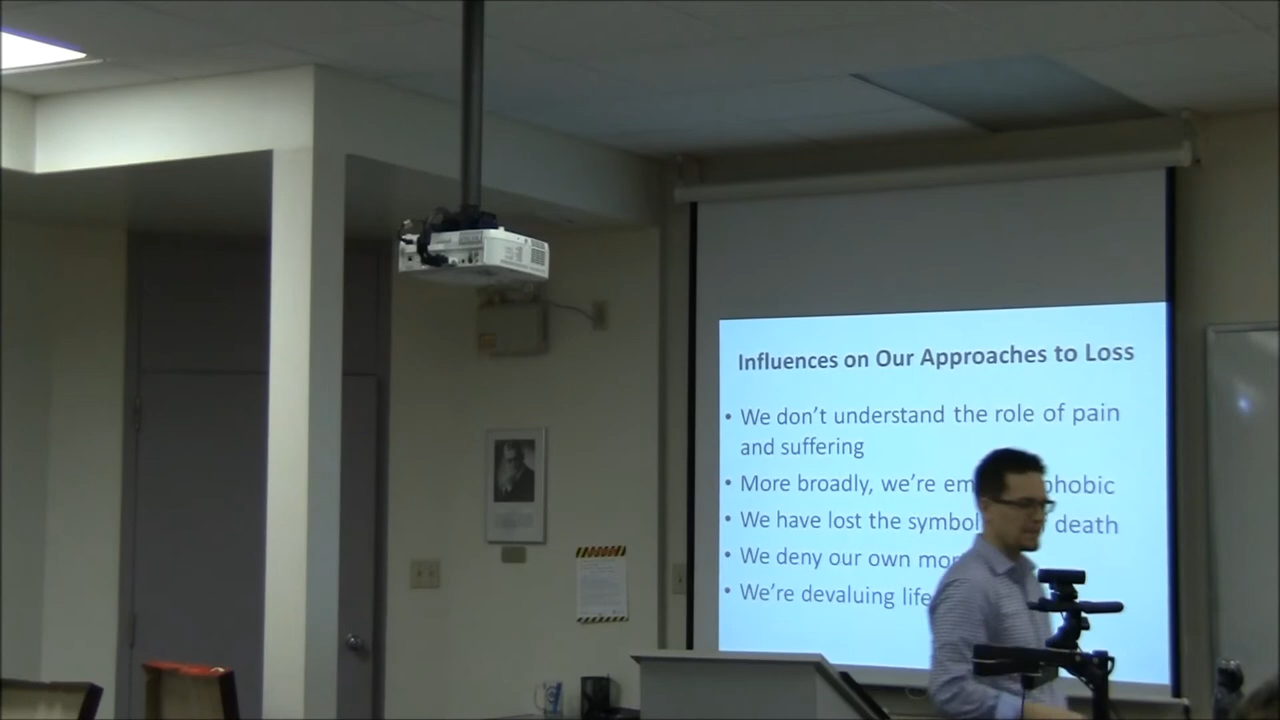 Influences on Our Approaches to Loss
• We don't understand the role of pain
and suffering
• More broadly, we're em phobic
• We have lost the symbol death
• We deny our own mor
• We're devaluing life